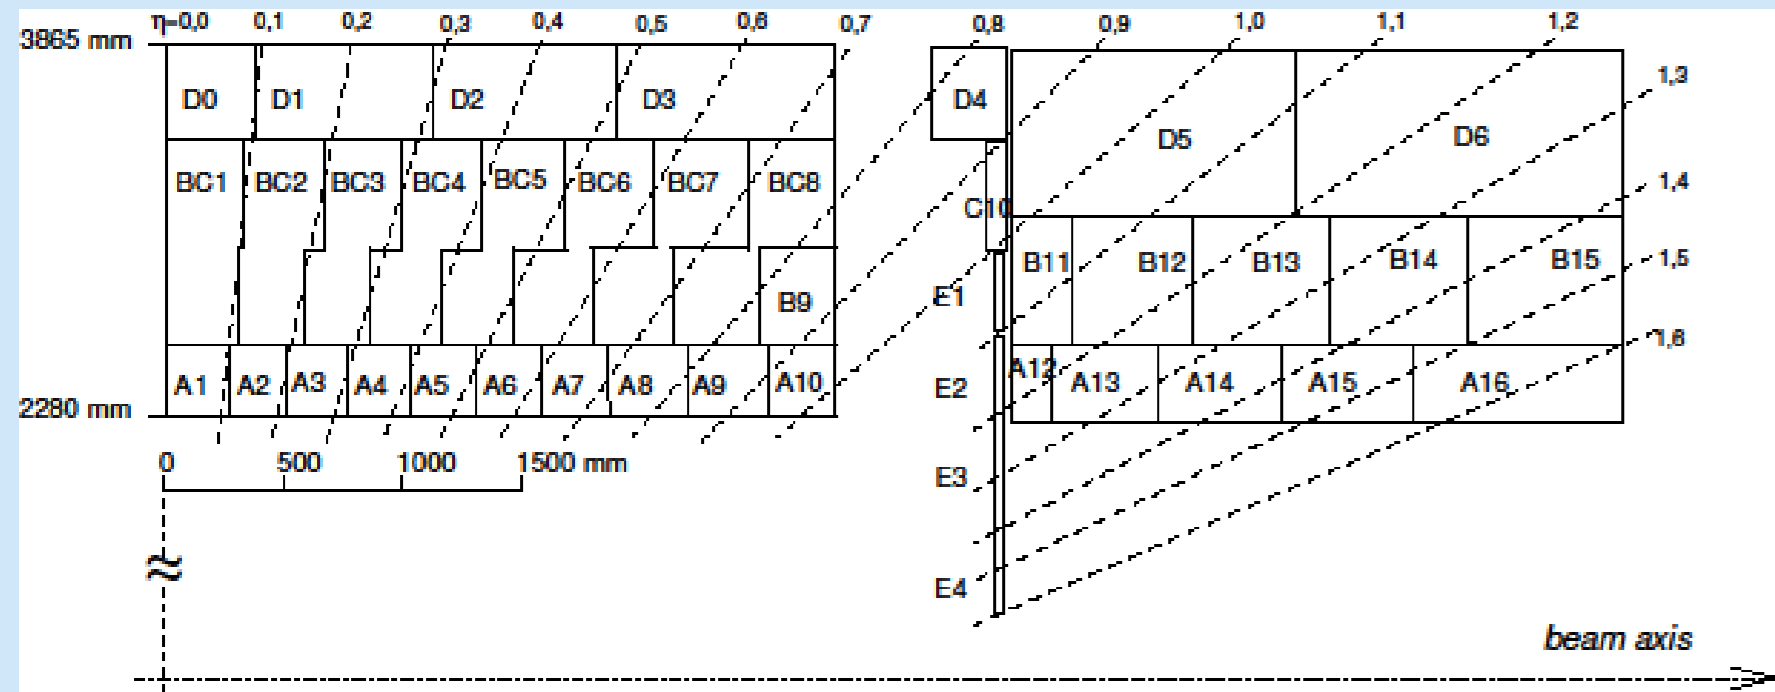 η=0,0 0,1 0,2 0,3 0,4 0,5 0,6 0,7 0,8 0,9 1,0 1,1 1,2
3865 mm
1,3
D0 D1 D2 D3 D4
D5 D6
BC1 BC2 BC3 BC4 BC5 BC6 BC7 BC8
1,4
C10
B11 B12 B13 B14 B15
1,5
B9
E1
1,6
A1 A2 A3 A4 A5 A6 A7 A8 A9 A10
A12 A13 A14 A15 A16
E2
2280 mm
0 500 1000 1500 mm
E3
E4
beam axis